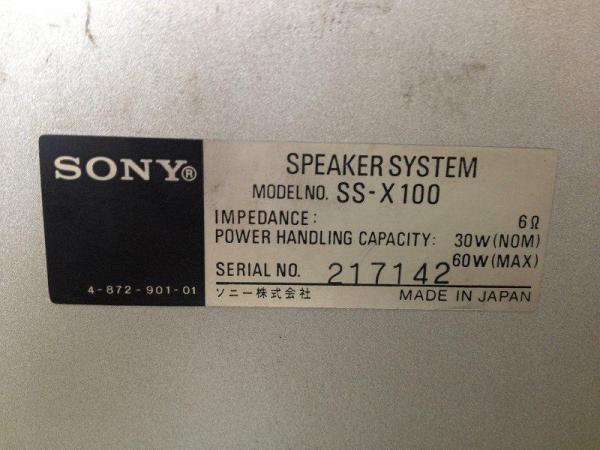 SONY®
4-872-901-01
SPEAKER SYSTEM
MODEL NO. SS-X100
IMPEDANCE: 6Ω
POWER HANDLING CAPACITY: 30W(NOM)
60W(MAX)
SERIAL NO. 217142
ソニー株式会社 MADE IN JAPAN